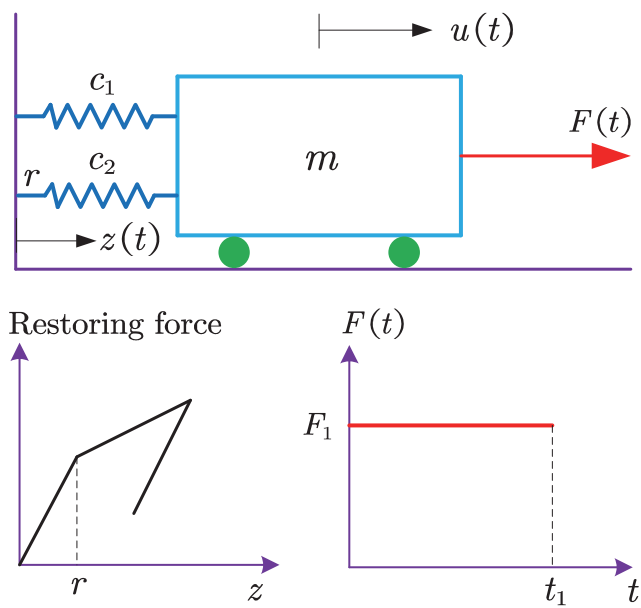 u(t)
c₁
F(t)
c₂
m
r
z(t)
Restoring force
F(t)
F₁
r
z
t₁
t